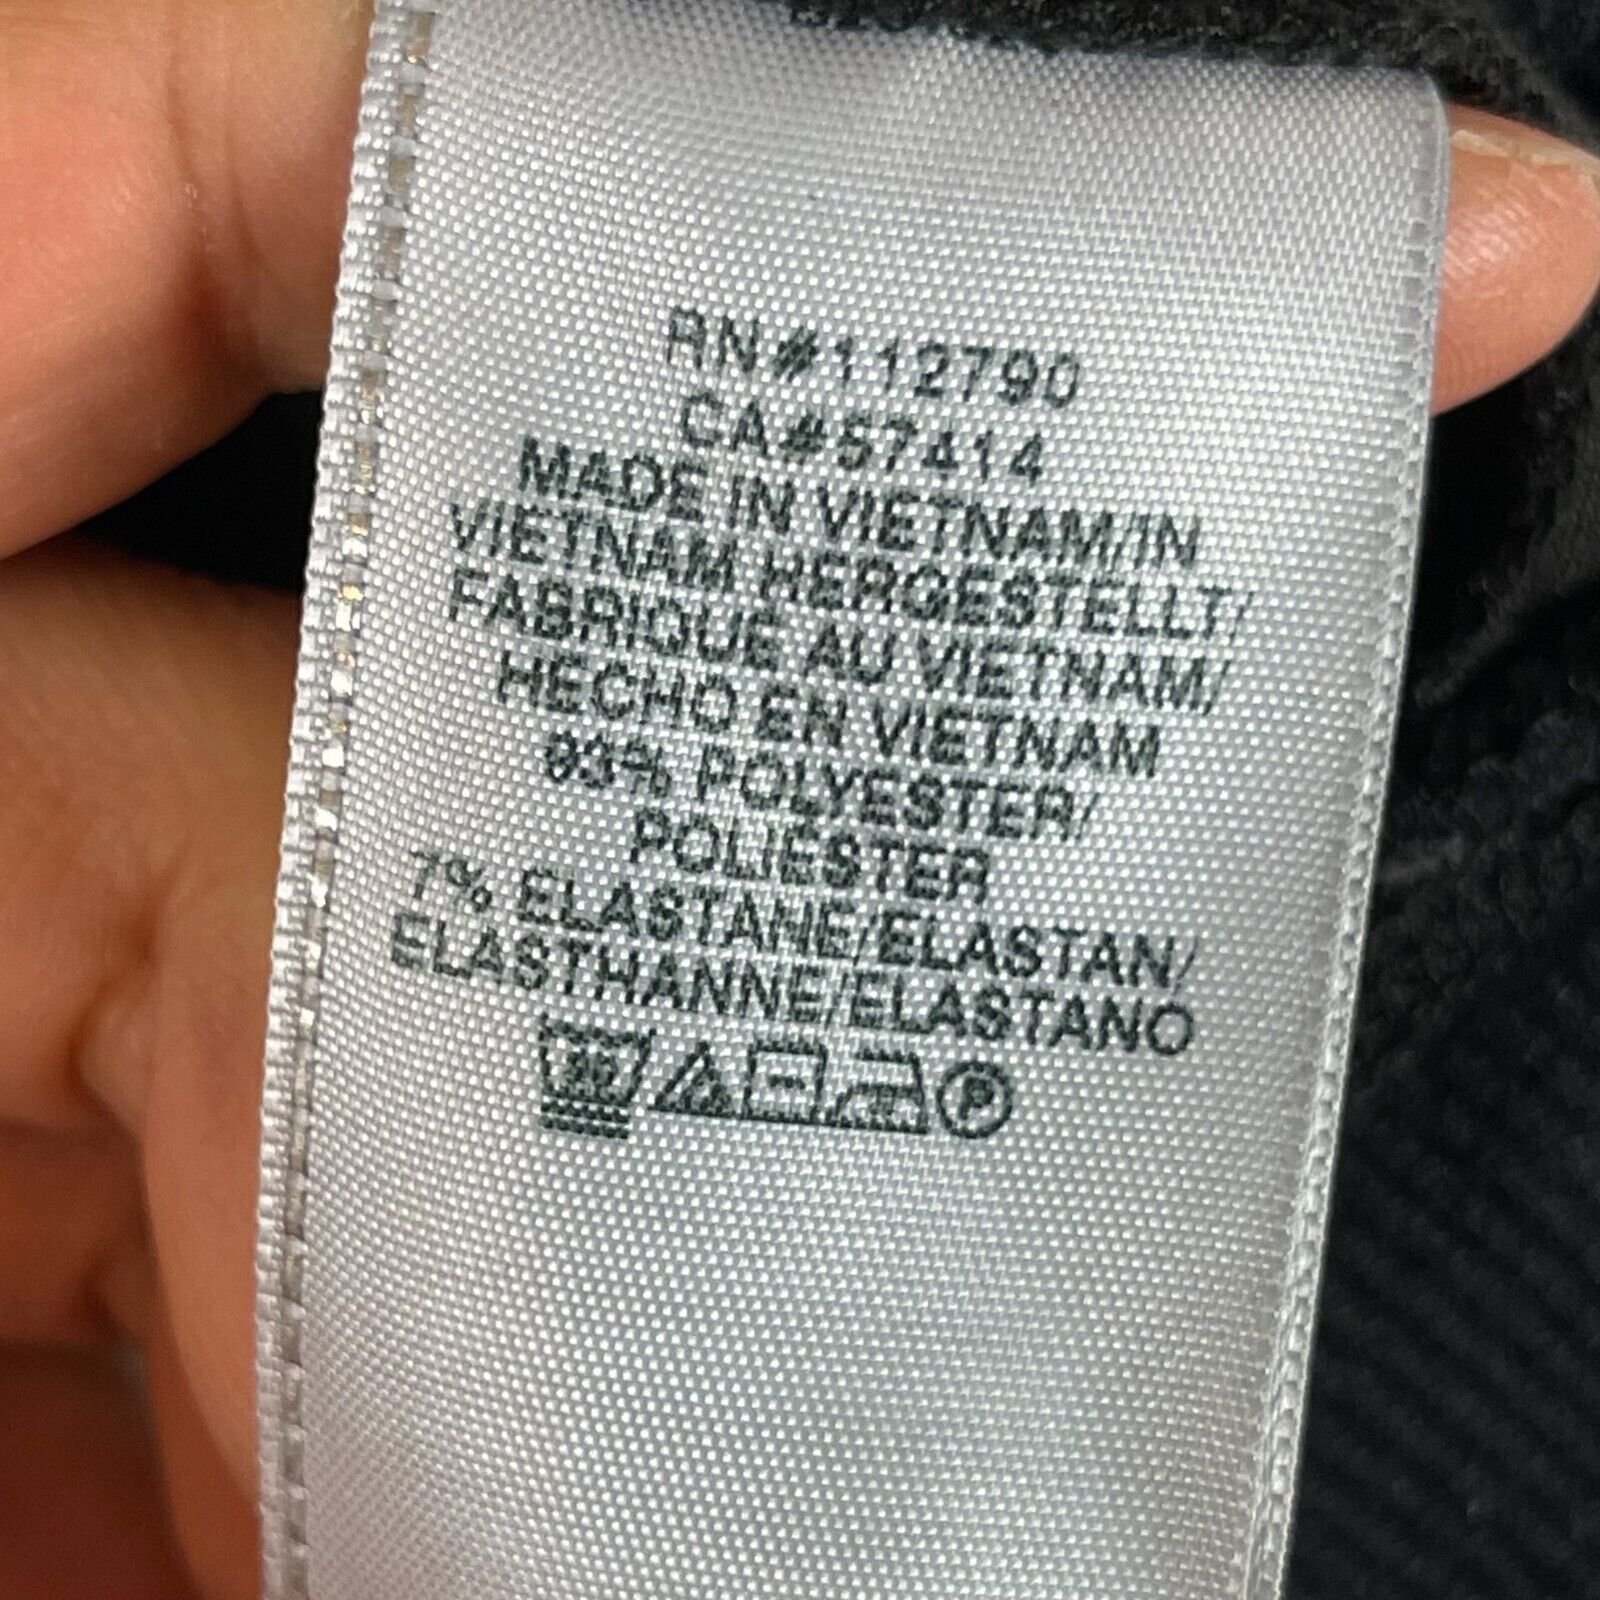 RN#112790
CA#57414
MADE IN VIETNAM/IN
VIETNAM HERGESTELLT/
FABRIQUE AU VIETNAM/
HECHO EN VIETNAM
93% POLYESTER/
POLIESTER
7% ELASTANE/ELASTAN/
ELASTHANNE/ELASTANO
P